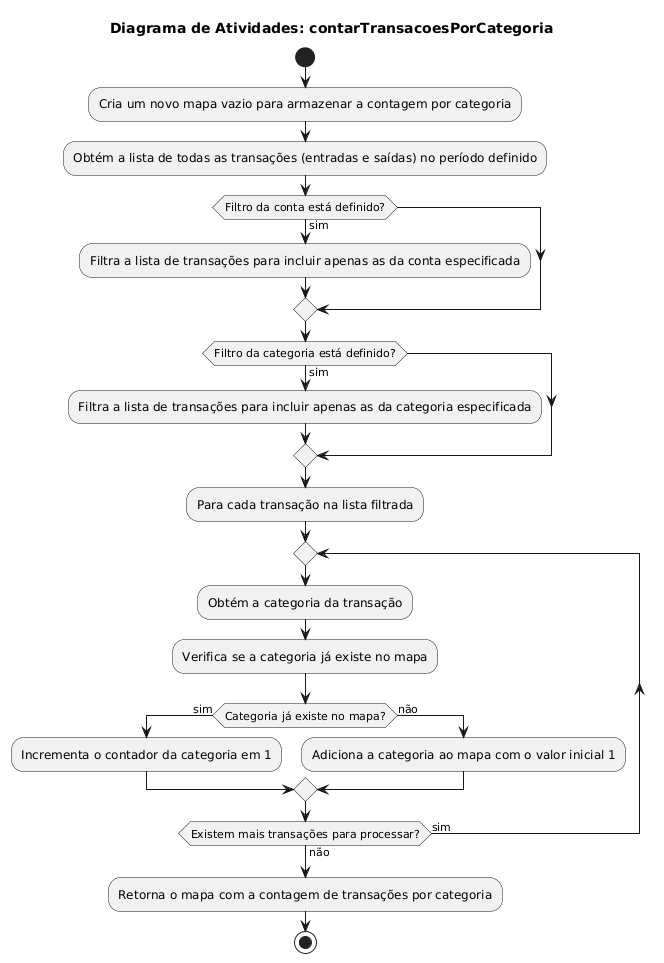 Diagrama de Atividades: contarTransacoesPorCategoria
Cria um novo mapa vazio para armazenar a contagem por categoria
Obtém a lista de todas as transações (entradas e saídas) no período definido
Filtro da conta está definido?
sim
Filtra a lista de transações para incluir apenas as da conta especificada
Filtro da categoria está definido?
sim
Filtra a lista de transações para incluir apenas as da categoria especificada
Para cada transação na lista filtrada
Obtém a categoria da transação
Verifica se a categoria já existe no mapa
sim
Categoria já existe no mapa?
não
Incrementa o contador da categoria em 1
Adiciona a categoria ao mapa com o valor inicial 1
Existem mais transações para processar?
sim
não
Retorna o mapa com a contagem de transações por categoria